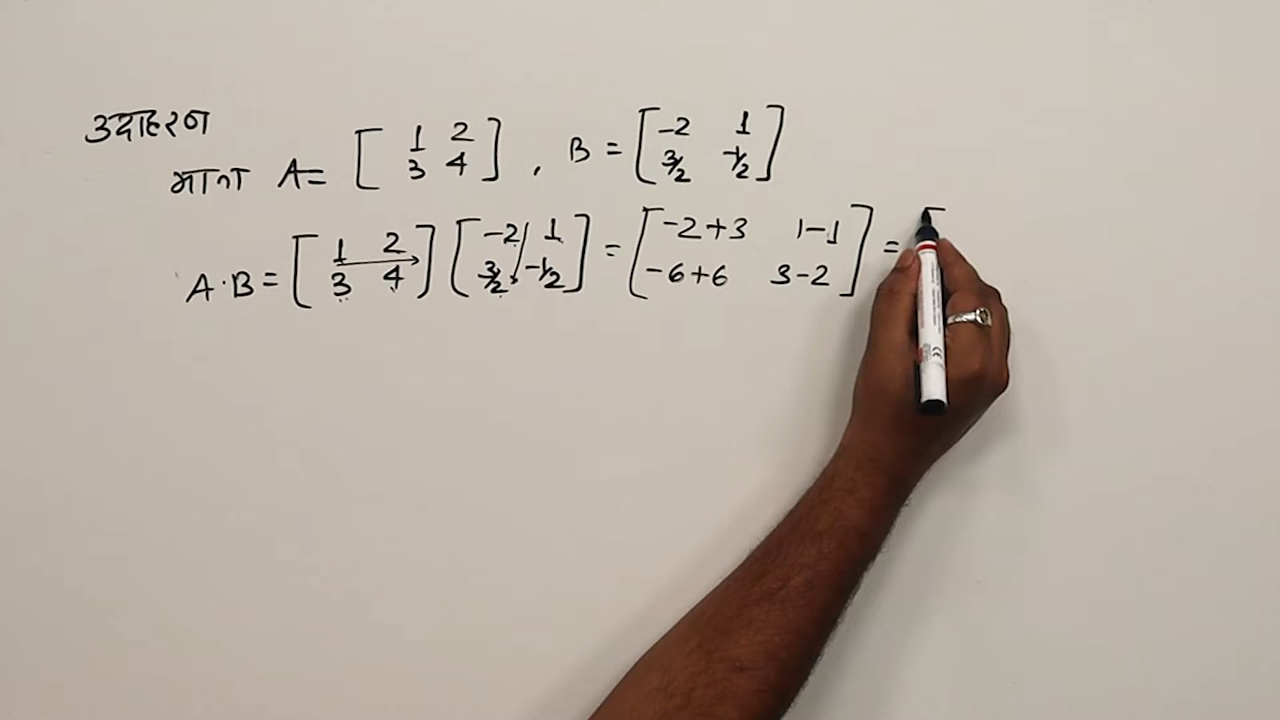 उदाहरण
माना A = [ 1 2 ; 3 4 ] , B = [ -2 1 ; 3/2 -1/2 ]
A·B = [ 1 2 ; 3 4 ] [ -2 1 ; 3/2 -1/2 ] = [ -2+3 1-1 ; -6+6 3-2 ] = [